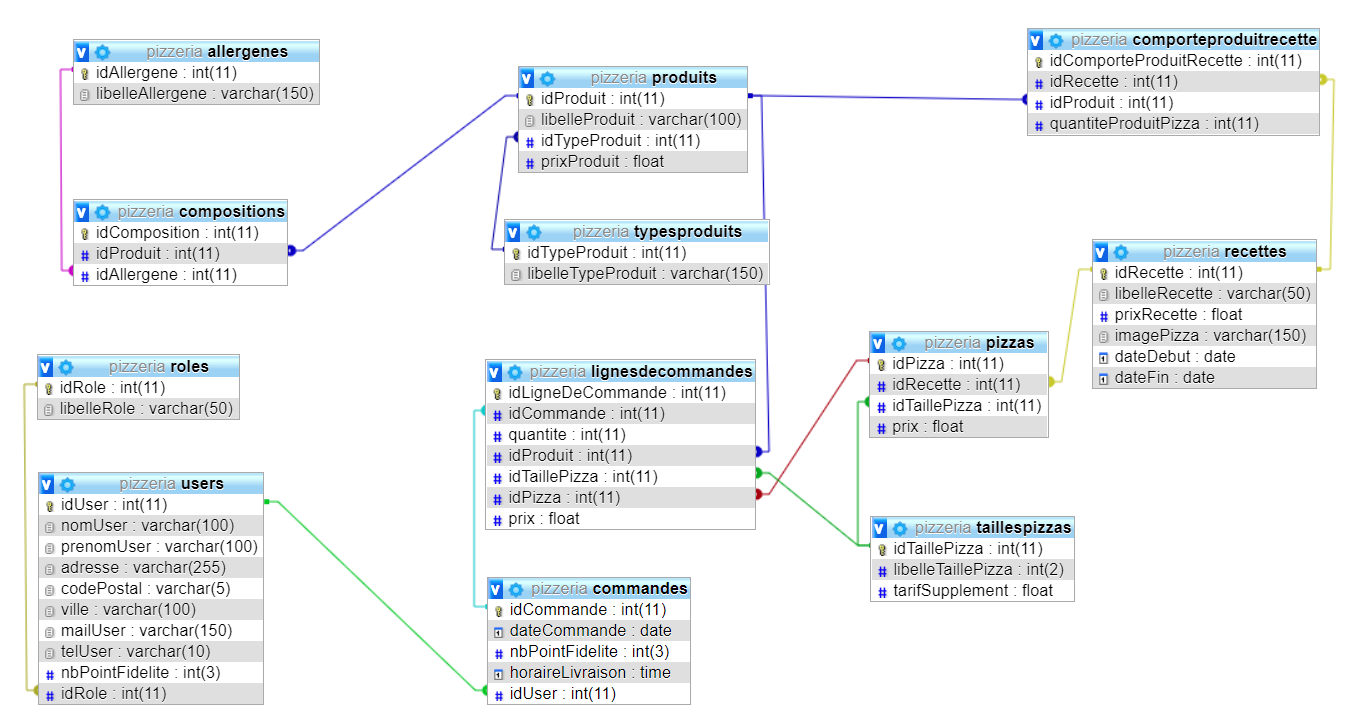 pizzeria allergenes
idAllergene : int(11)
libelleAllergene : varchar(150)
pizzeria compositions
idComposition : int(11)
idProduit : int(11)
idAllergene : int(11)
pizzeria roles
idRole : int(11)
libelleRole : varchar(50)
pizzeria users
idUser : int(11)
nomUser : varchar(100)
prenomUser : varchar(100)
adresse : varchar(255)
codePostal : varchar(5)
ville : varchar(100)
mailUser : varchar(150)
telUser : varchar(10)
nbPointFidelite : int(3)
idRole : int(11)
pizzeria produits
idProduit : int(11)
libelleProduit : varchar(100)
idTypeProduit : int(11)
prixProduit : float
pizzeria typesproduits
idTypeProduit : int(11)
libelleTypeProduit : varchar(150)
pizzeria lignesdecommandes
idLigneDeCommande : int(11)
idCommande : int(11)
quantite : int(11)
idProduit : int(11)
idTaillePizza : int(11)
idPizza : int(11)
prix : float
pizzeria commandes
idCommande : int(11)
dateCommande : date
nbPointFidelite : int(3)
horaireLivraison : time
idUser : int(11)
pizzeria comporteproduitrecette
idComporteProduitRecette : int(11)
idRecette : int(11)
idProduit : int(11)
quantiteProduitPizza : int(11)
pizzeria recettes
idRecette : int(11)
libelleRecette : varchar(50)
prixRecette : float
imagePizza : varchar(150)
dateDebut : date
dateFin : date
pizzeria pizzas
idPizza : int(11)
idRecette : int(11)
idTaillePizza : int(11)
prix : float
pizzeria taillespizzas
idTaillePizza : int(11)
libelleTaillePizza : int(2)
tarifSupplement : float